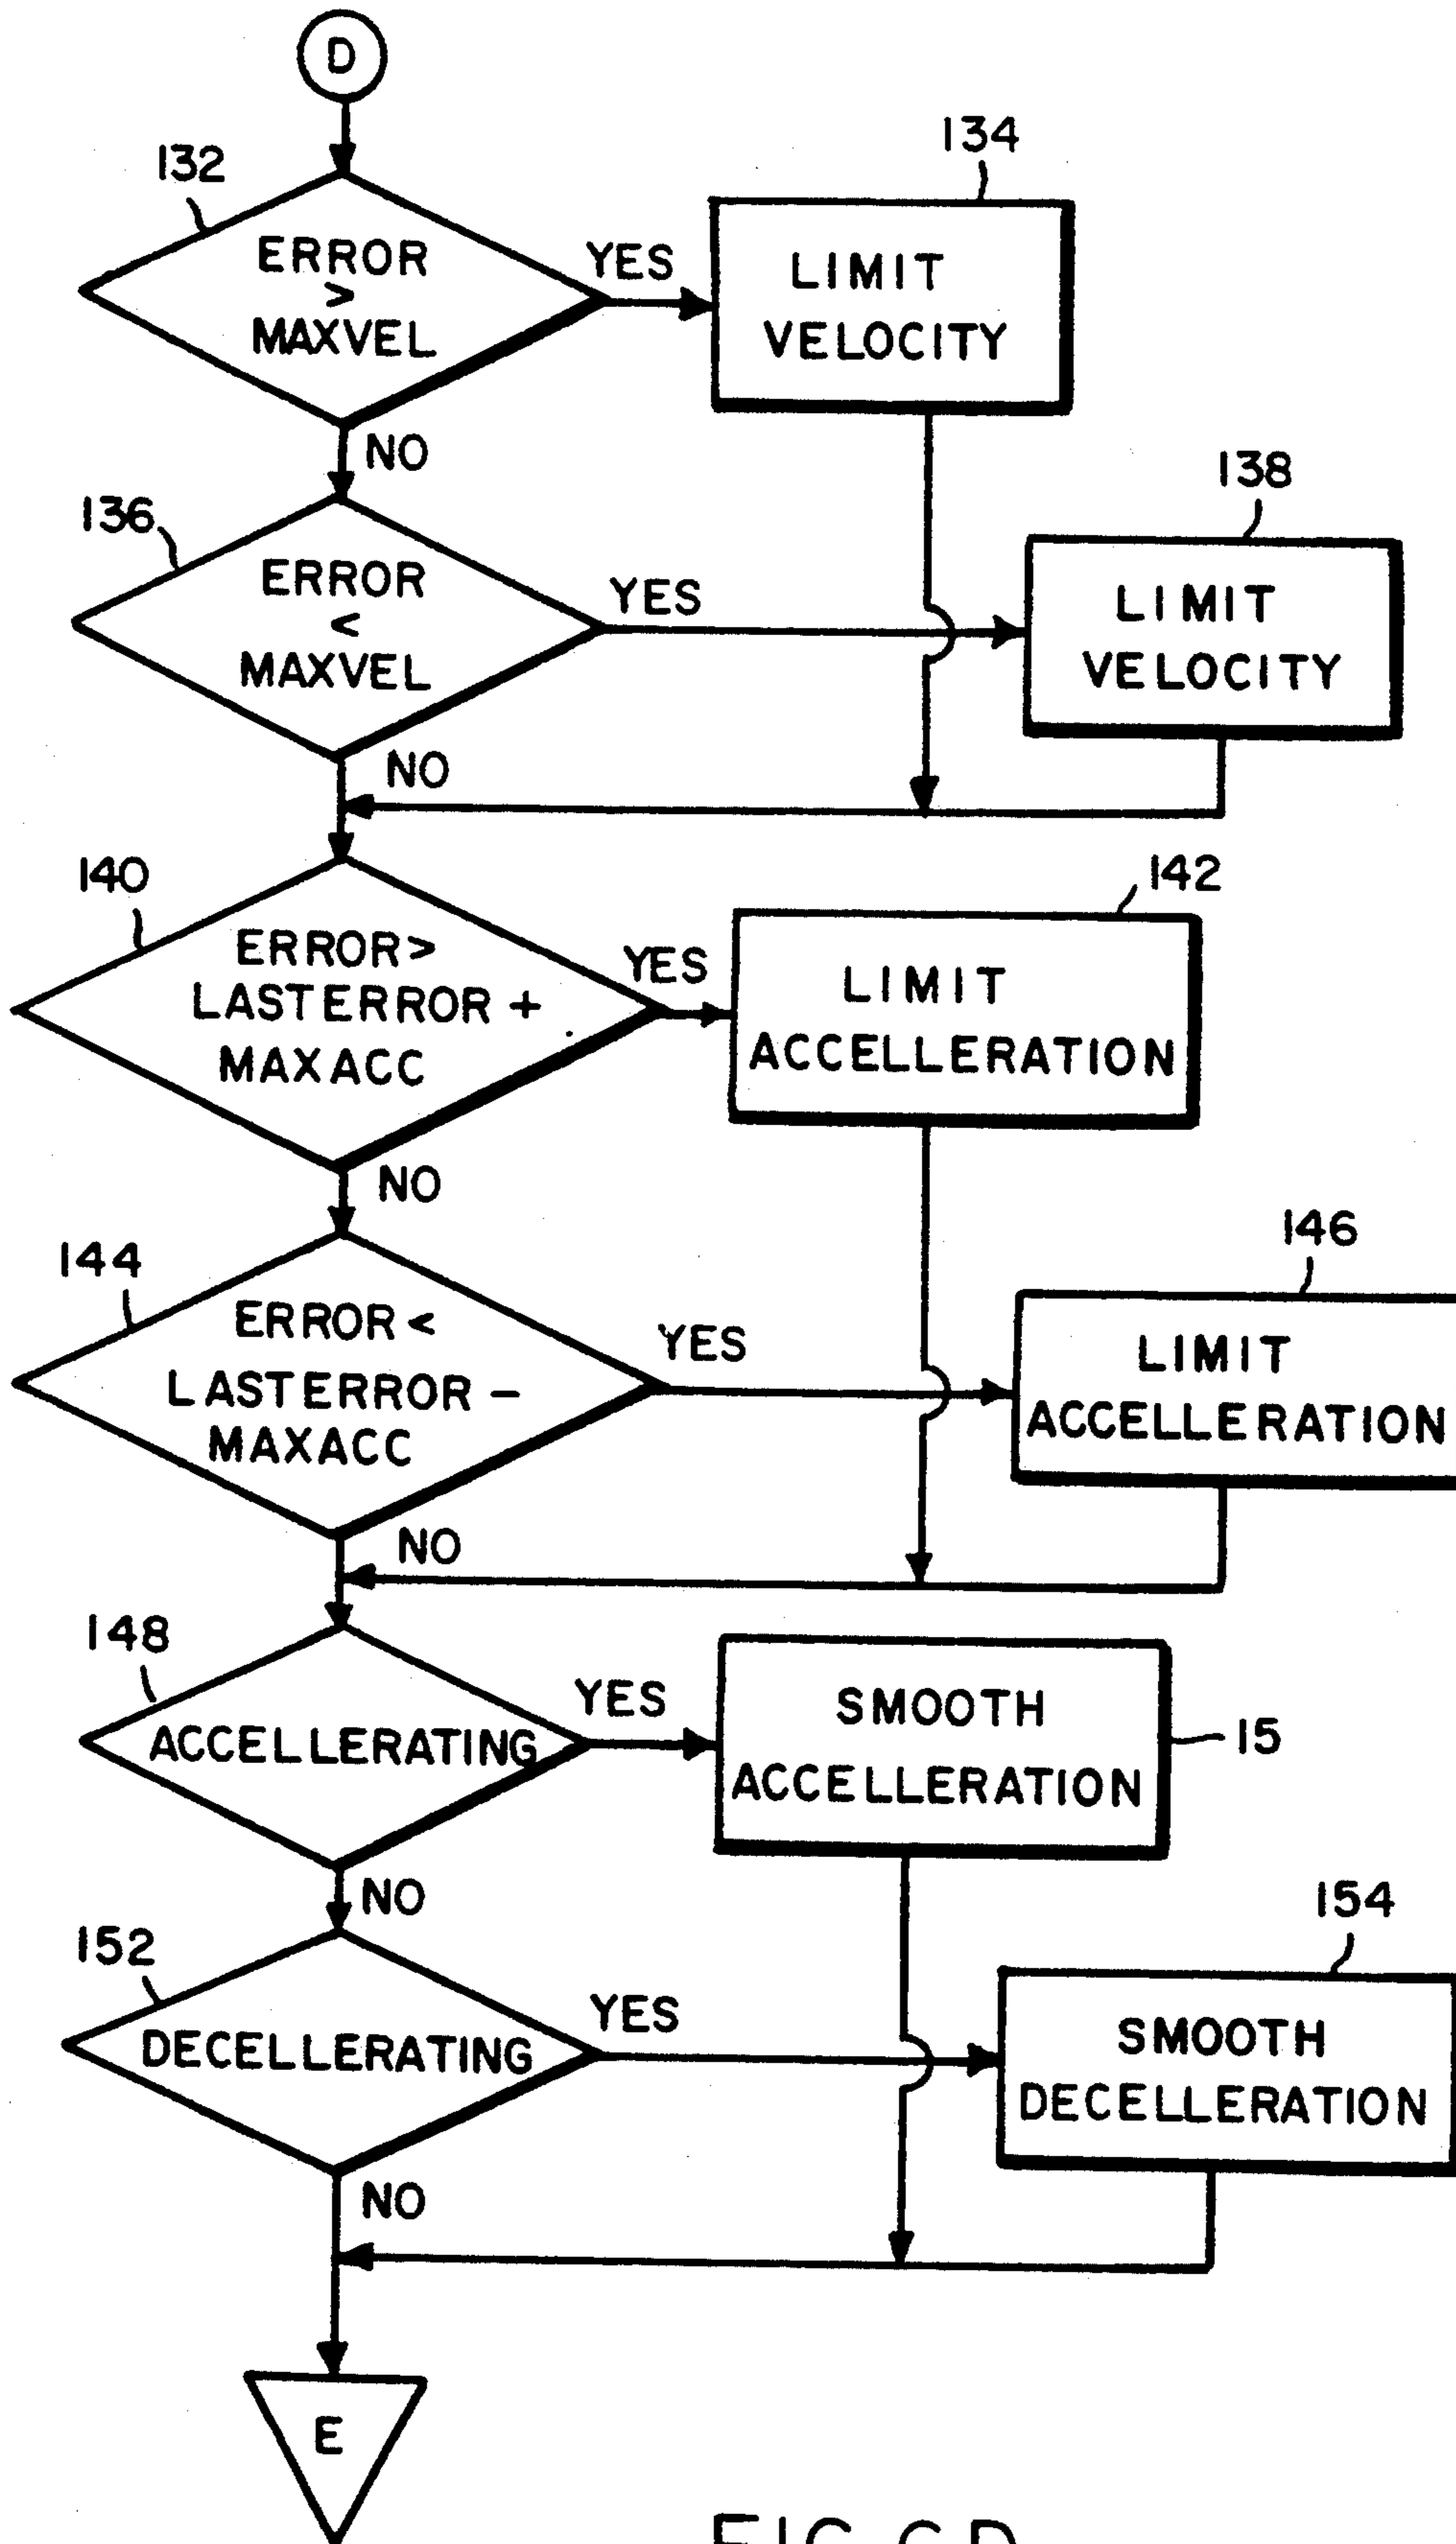 D
132
ERROR
>
MAXVEL
YES
134
LIMIT
VELOCITY
NO
136
ERROR
<
MAXVEL
YES
138
LIMIT
VELOCITY
NO
140
ERROR >
LASTERROR +
MAXACC
YES
142
LIMIT
ACCELLERATION
NO
144
ERROR <
LASTERROR −
MAXACC
YES
146
LIMIT
ACCELLERATION
NO
148
ACCELLERATING
YES
SMOOTH
ACCELLERATION
15
NO
152
DECELLERATING
YES
154
SMOOTH
DECELLERATION
NO
E